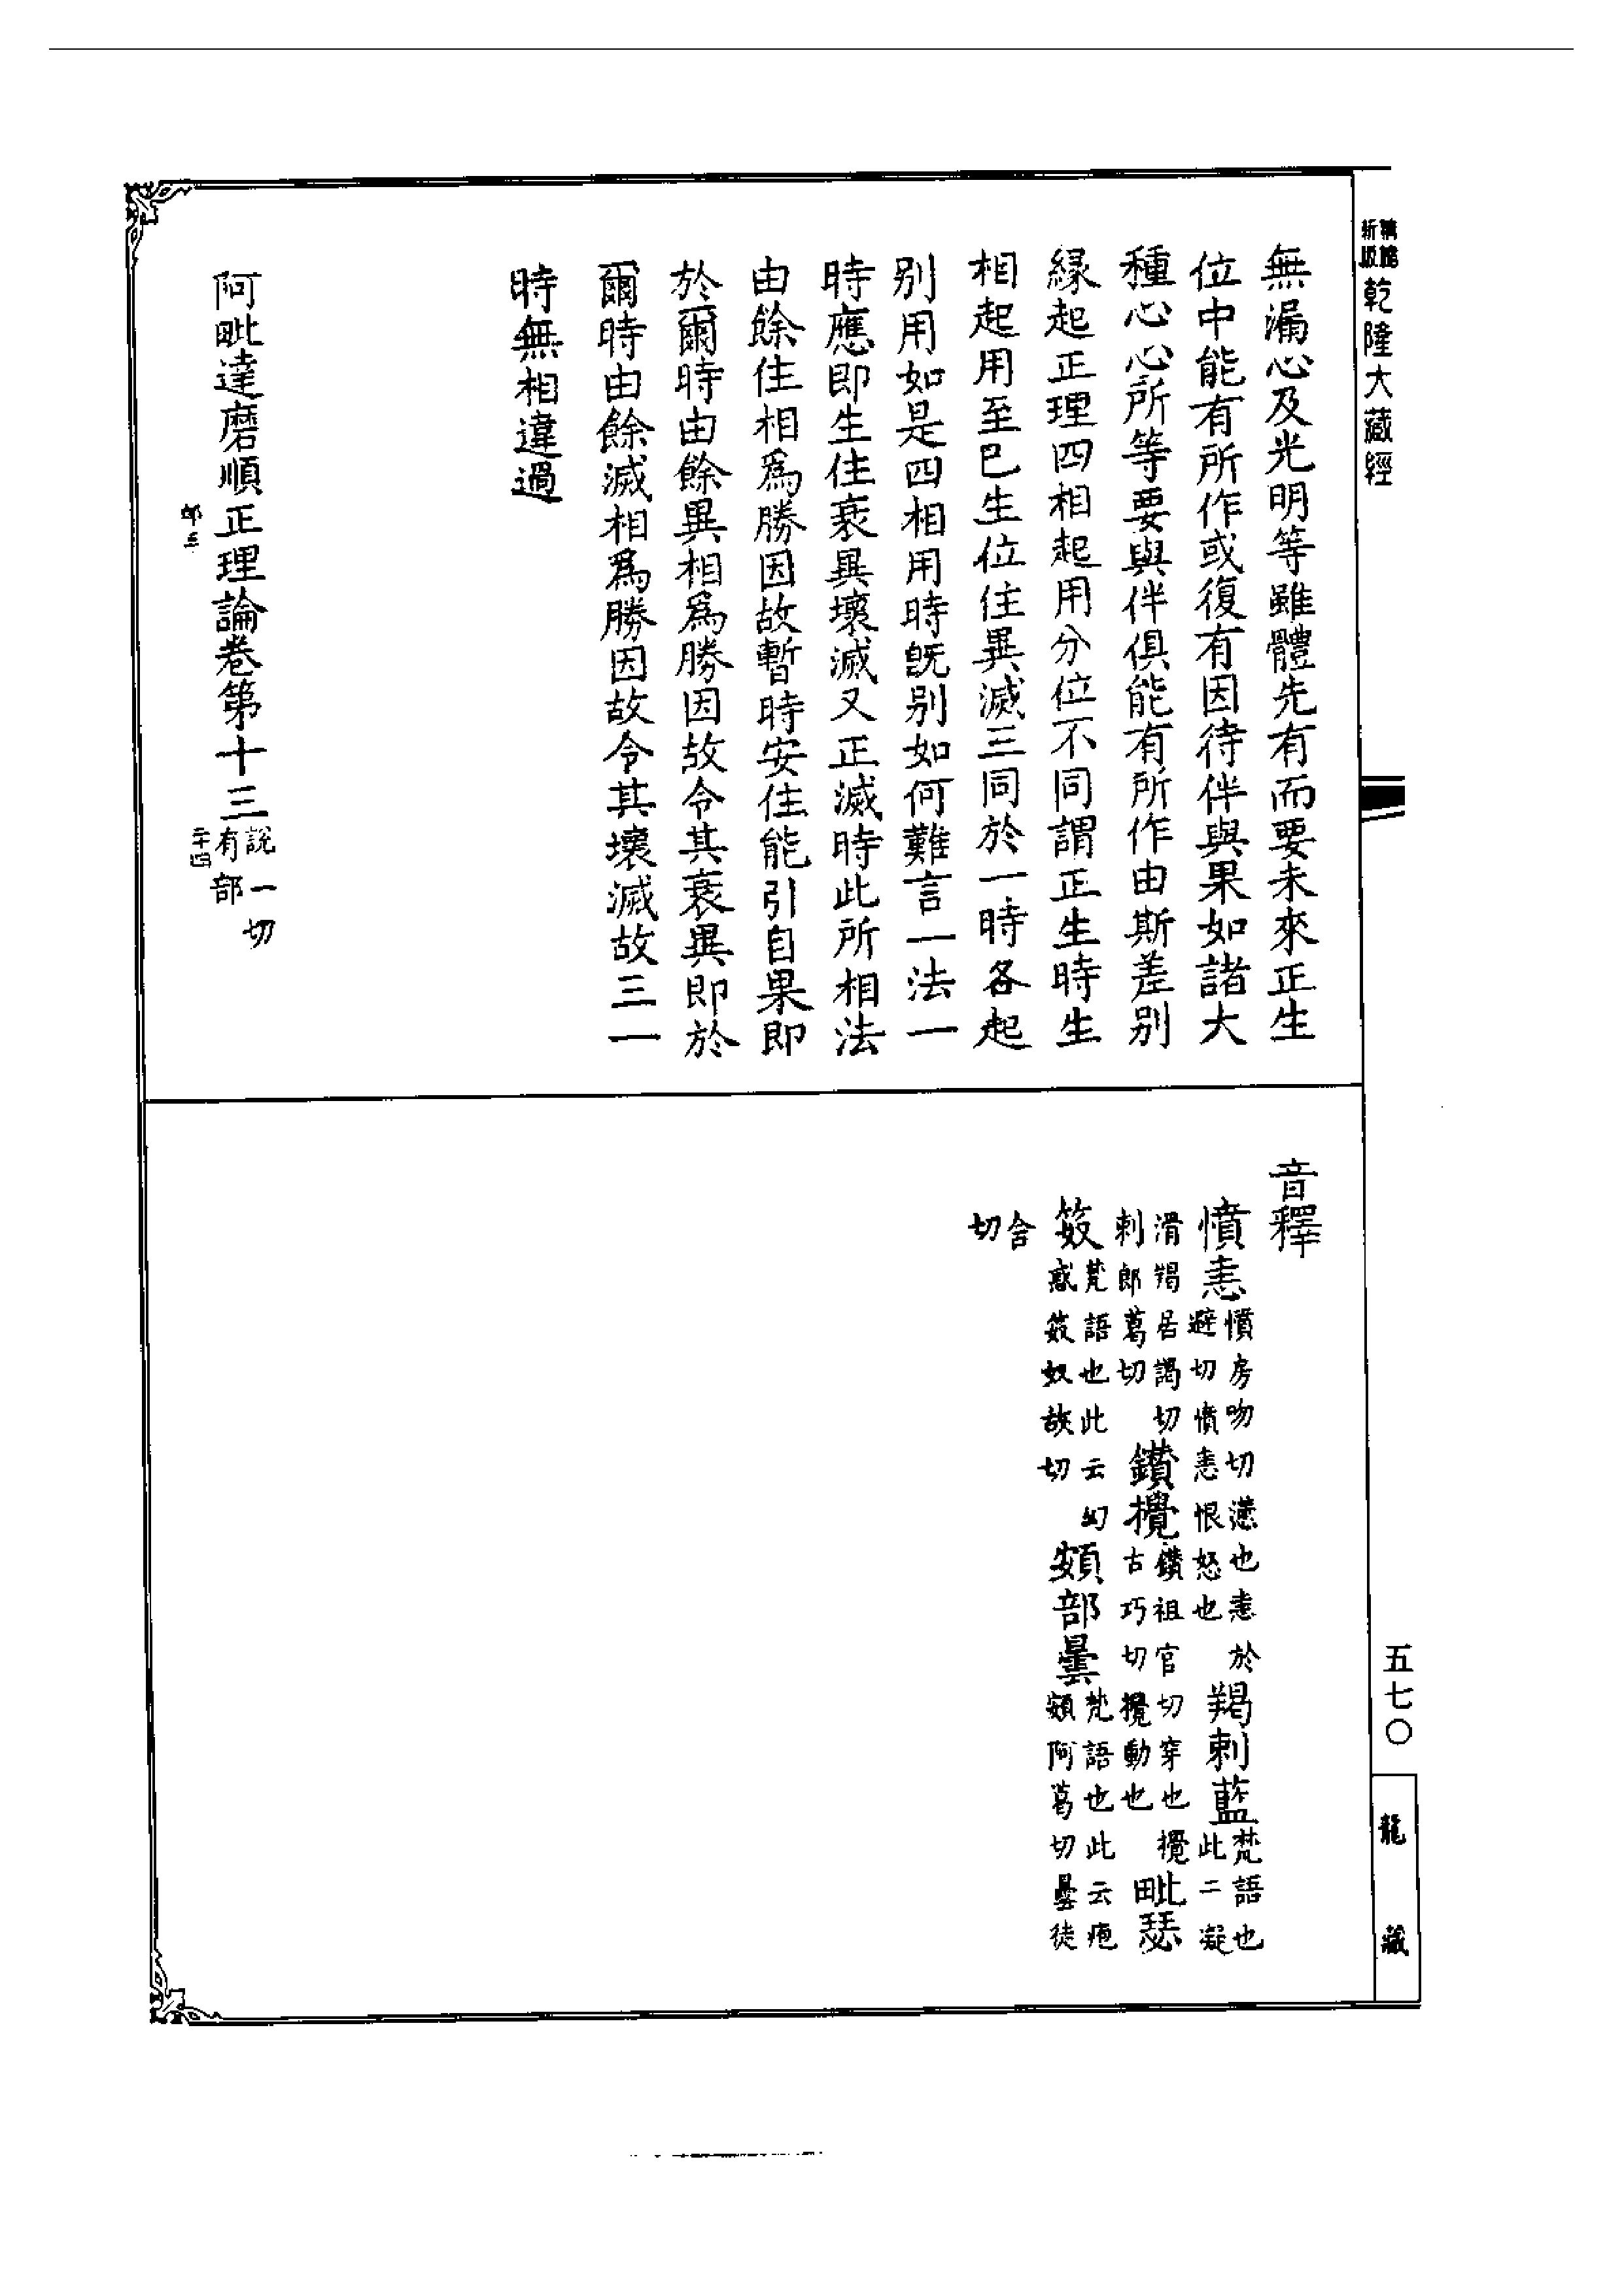 新版
乾隆大藏經
無漏心及光明等雖體先有而要未來正生
位中能有所作或復有因待伴與果如諸大
種心心所等要與伴俱能有所作由斯差別
緣起正理四相起用分位不同謂正生時生
相起用至已生位住異滅三同於一時各起
別用如是四相用時旣別如何難言一法一
時應即生住衰異壞滅又正滅時此所相法
由餘住相爲勝因故暫時安住能引自果即
於爾時由餘異相爲勝因故令其衰異即於
爾時由餘滅相爲勝因故令其壞滅故三一
時無相違過
阿毗達磨順正理論卷第十三
說一切
有部
二十四
音釋
憤恚
憤房吻切懣也恚於
避切憤恚恨怒也
羯剌藍
梵語也
此二凝
滑羯居謁切
剌郎葛切
鑽攪
鑽祖官切穿也攪
古巧切攪動也
毗瑟
笯
梵語也此云幻
惑笯奴故切
頞部曇
梵語也此云疱
頞阿葛切曇徒
含
切
五七〇
龍藏